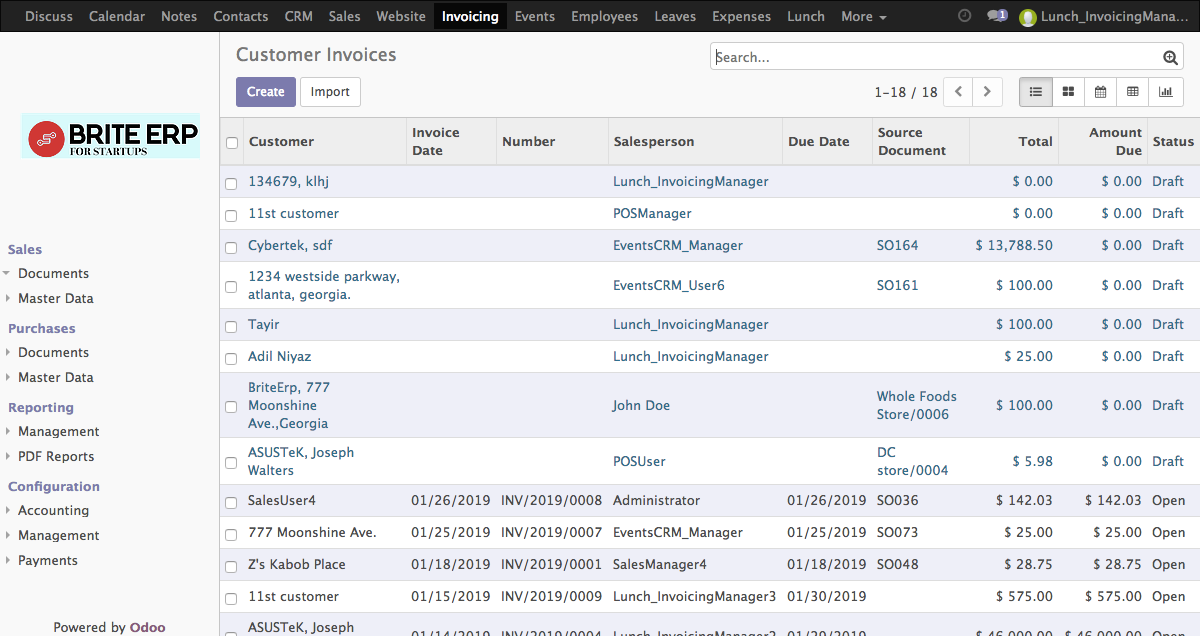 Discuss Calendar Notes Contacts CRM Sales Website Invoicing Events Employees Leaves Expenses Lunch More 1 Lunch_InvoicingMana...
Customer Invoices
Search...
Create Import 1-18 / 18
BRITE ERP
FOR STARTUPS
Sales
Documents
Master Data
Purchases
Documents
Master Data
Reporting
Management
PDF Reports
Configuration
Accounting
Management
Payments
Powered by Odoo
Customer Invoice Date Number Salesperson Due Date Source Document Total Amount Due Status
134679, klhj Lunch_InvoicingManager $ 0.00 $ 0.00 Draft
11st customer POSManager $ 0.00 $ 0.00 Draft
Cybertek, sdf EventsCRM_Manager SO164 $ 13,788.50 $ 0.00 Draft
1234 westside parkway, atlanta, georgia. EventsCRM_User6 SO161 $ 100.00 $ 0.00 Draft
Tayir Lunch_InvoicingManager $ 100.00 $ 0.00 Draft
Adil Niyaz Lunch_InvoicingManager $ 25.00 $ 0.00 Draft
BriteErp, 777 Moonshine Ave.,Georgia John Doe Whole Foods Store/0006 $ 100.00 $ 0.00 Draft
ASUSTeK, Joseph Walters POSUser DC store/0004 $ 5.98 $ 0.00 Draft
SalesUser4 01/26/2019 INV/2019/0008 Administrator 01/26/2019 SO036 $ 142.03 $ 142.03 Open
777 Moonshine Ave. 01/25/2019 INV/2019/0007 EventsCRM_Manager 01/25/2019 SO073 $ 25.00 $ 25.00 Open
Z's Kabob Place 01/18/2019 INV/2019/0001 SalesManager4 01/18/2019 SO048 $ 28.75 $ 28.75 Open
11st customer 01/15/2019 INV/2019/0009 Lunch_InvoicingManager3 01/30/2019 $ 575.00 $ 575.00 Open
ASUSTeK, Joseph